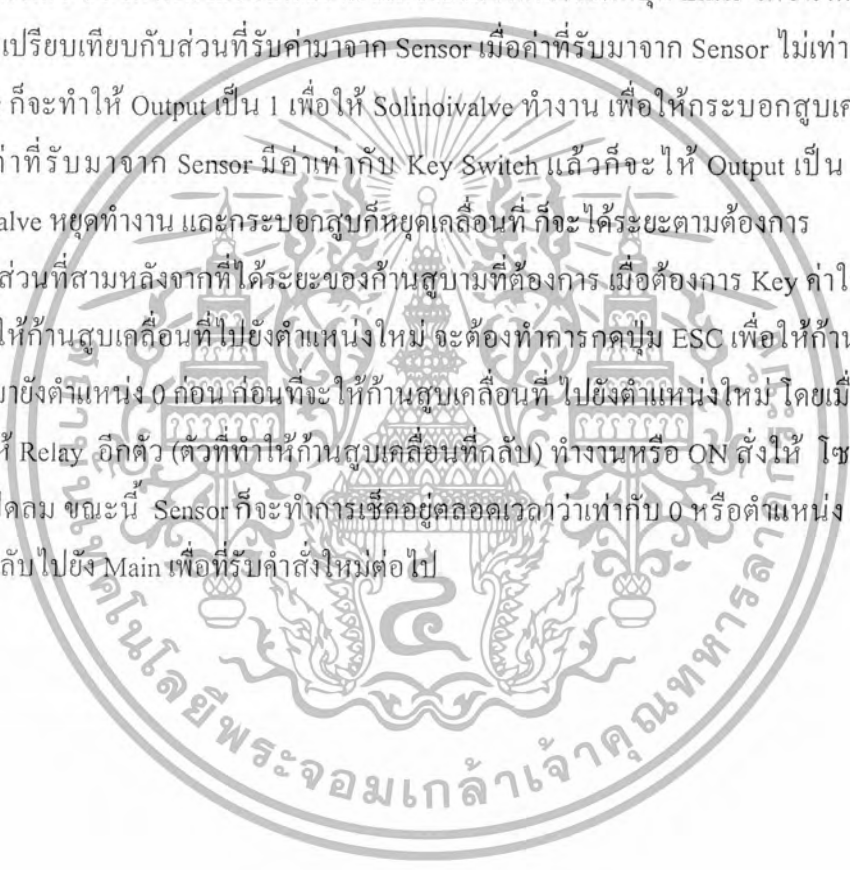 เปรียบเทียบกับส่วนที่รับค่ามาจาก Sensor เมื่อค่าที่รับมาจาก Sensor ไม่เท่า
ก็จะทำให้ Output เป็น 1 เพื่อให้ Solinoivalve ทำงาน เพื่อให้กระบอกสูบเค
ค่าที่รับมาจาก Sensor มีค่าเท่ากับ Key Switch แล้วก็จะให้ Output เป็น
alve หยุดทำงาน และกระบอกสูบก็หยุดเคลื่อนที่ ก็จะได้ระยะตามต้องการ
ส่วนที่สามหลังจากที่ได้ระยะของก้านสูบามที่ต้องการ เมื่อต้องการ Key ค่าใ
ให้ก้านสูบเคลื่อนที่ไปยังตำแหน่งใหม่ จะต้องทำการกดปุ่ม ESC เพื่อให้ก้าน
มายังตำแหน่ง 0 ก่อน ก่อนที่จะให้ก้านสูบเคลื่อนที่ ไปยังตำแหน่งใหม่ โดยเมื่
ห้ Relay อีกตัว (ตัวที่ทำให้ก้านสูบเคลื่อนที่กลับ) ทำงานหรือ ON สั่งให้ โซ
ปิดลม ขณะนี้ Sensor ก็จะทำการเช็คอยู่ตลอดเวลาว่าเท่ากับ 0 หรือตำแหน่ง
ลับไปยัง Main เพื่อที่รับคำสั่งใหม่ต่อไป
สถาบันเทคโนโลยีพระจอมเกล้าเจ้าคุณทหารลาดกระบัง